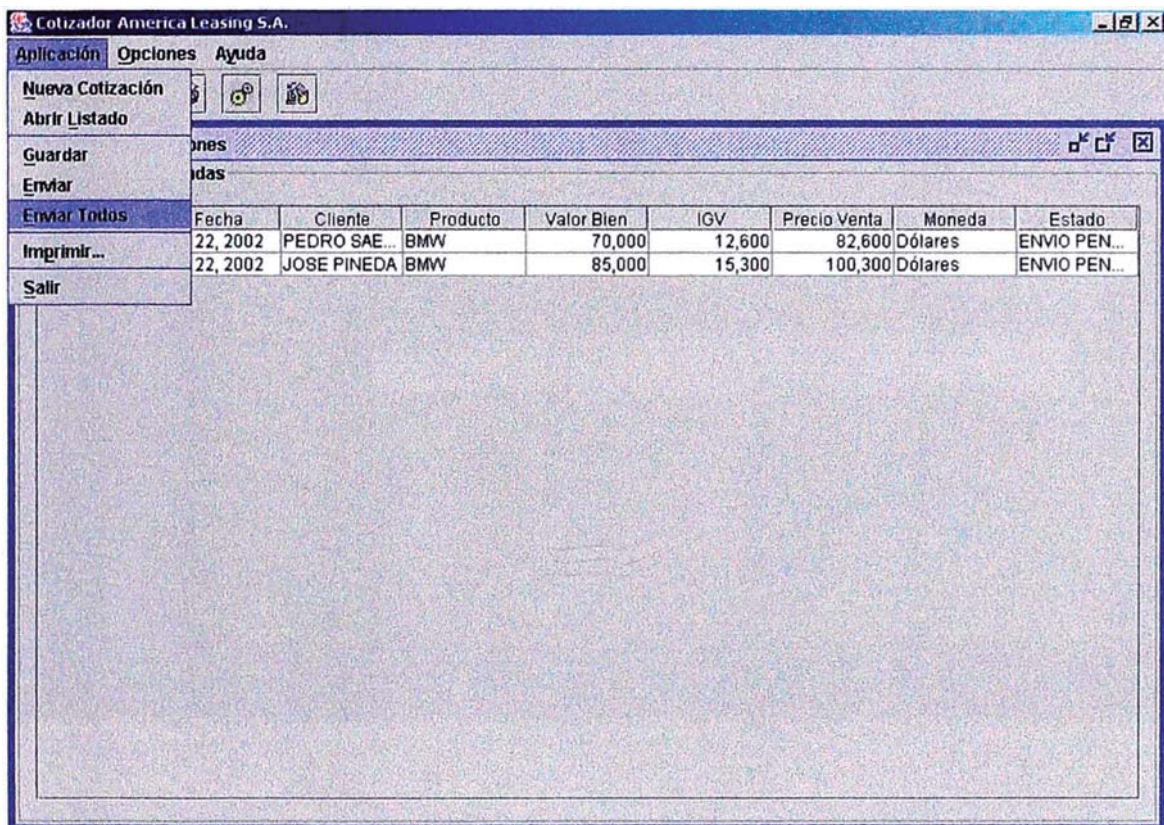 Cotizador America Leasing S.A.
Aplicación Opciones Ayuda
Nueva Cotización
Abrir Listado
Guardar
Enviar
Enviar Todos
Imprimir...
Salir
ones
das
Fecha Cliente Producto Valor Bien IGV Precio Venta Moneda Estado
22, 2002 PEDRO SAE... BMW 70,000 12,600 82,600 Dólares ENVIO PEN...
22, 2002 JOSE PINEDA BMW 85,000 15,300 100,300 Dólares ENVIO PEN...